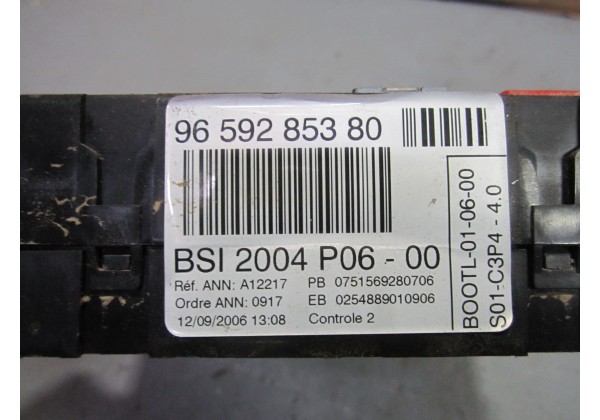 96 592 853 80
BSI 2004 P06 - 00
Réf. ANN: A12217 PB 0751569280706
Ordre ANN: 0917 EB 0254889010906
12/09/2006 13:08 Controle 2
BOOTL-01-06-00
S01-C3P4 - 4.0